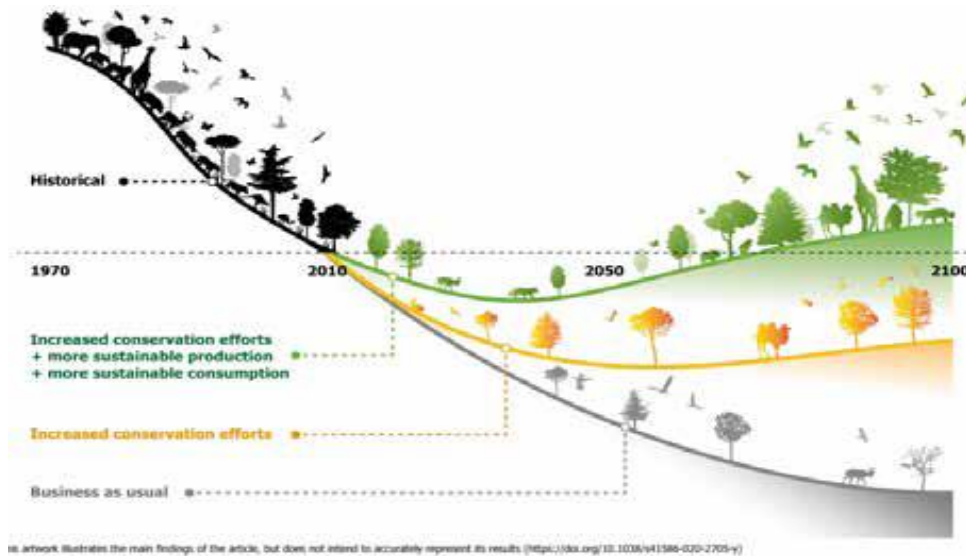 Historical
1970
2010
2050
2100
Increased conservation efforts
+ more sustainable production
+ more sustainable consumption
Increased conservation efforts
Business as usual
is artwork illustrates the main findings of the article, but does not intend to accurately represent its results (https://doi.org/10.1038/s41586-020-2705-y)